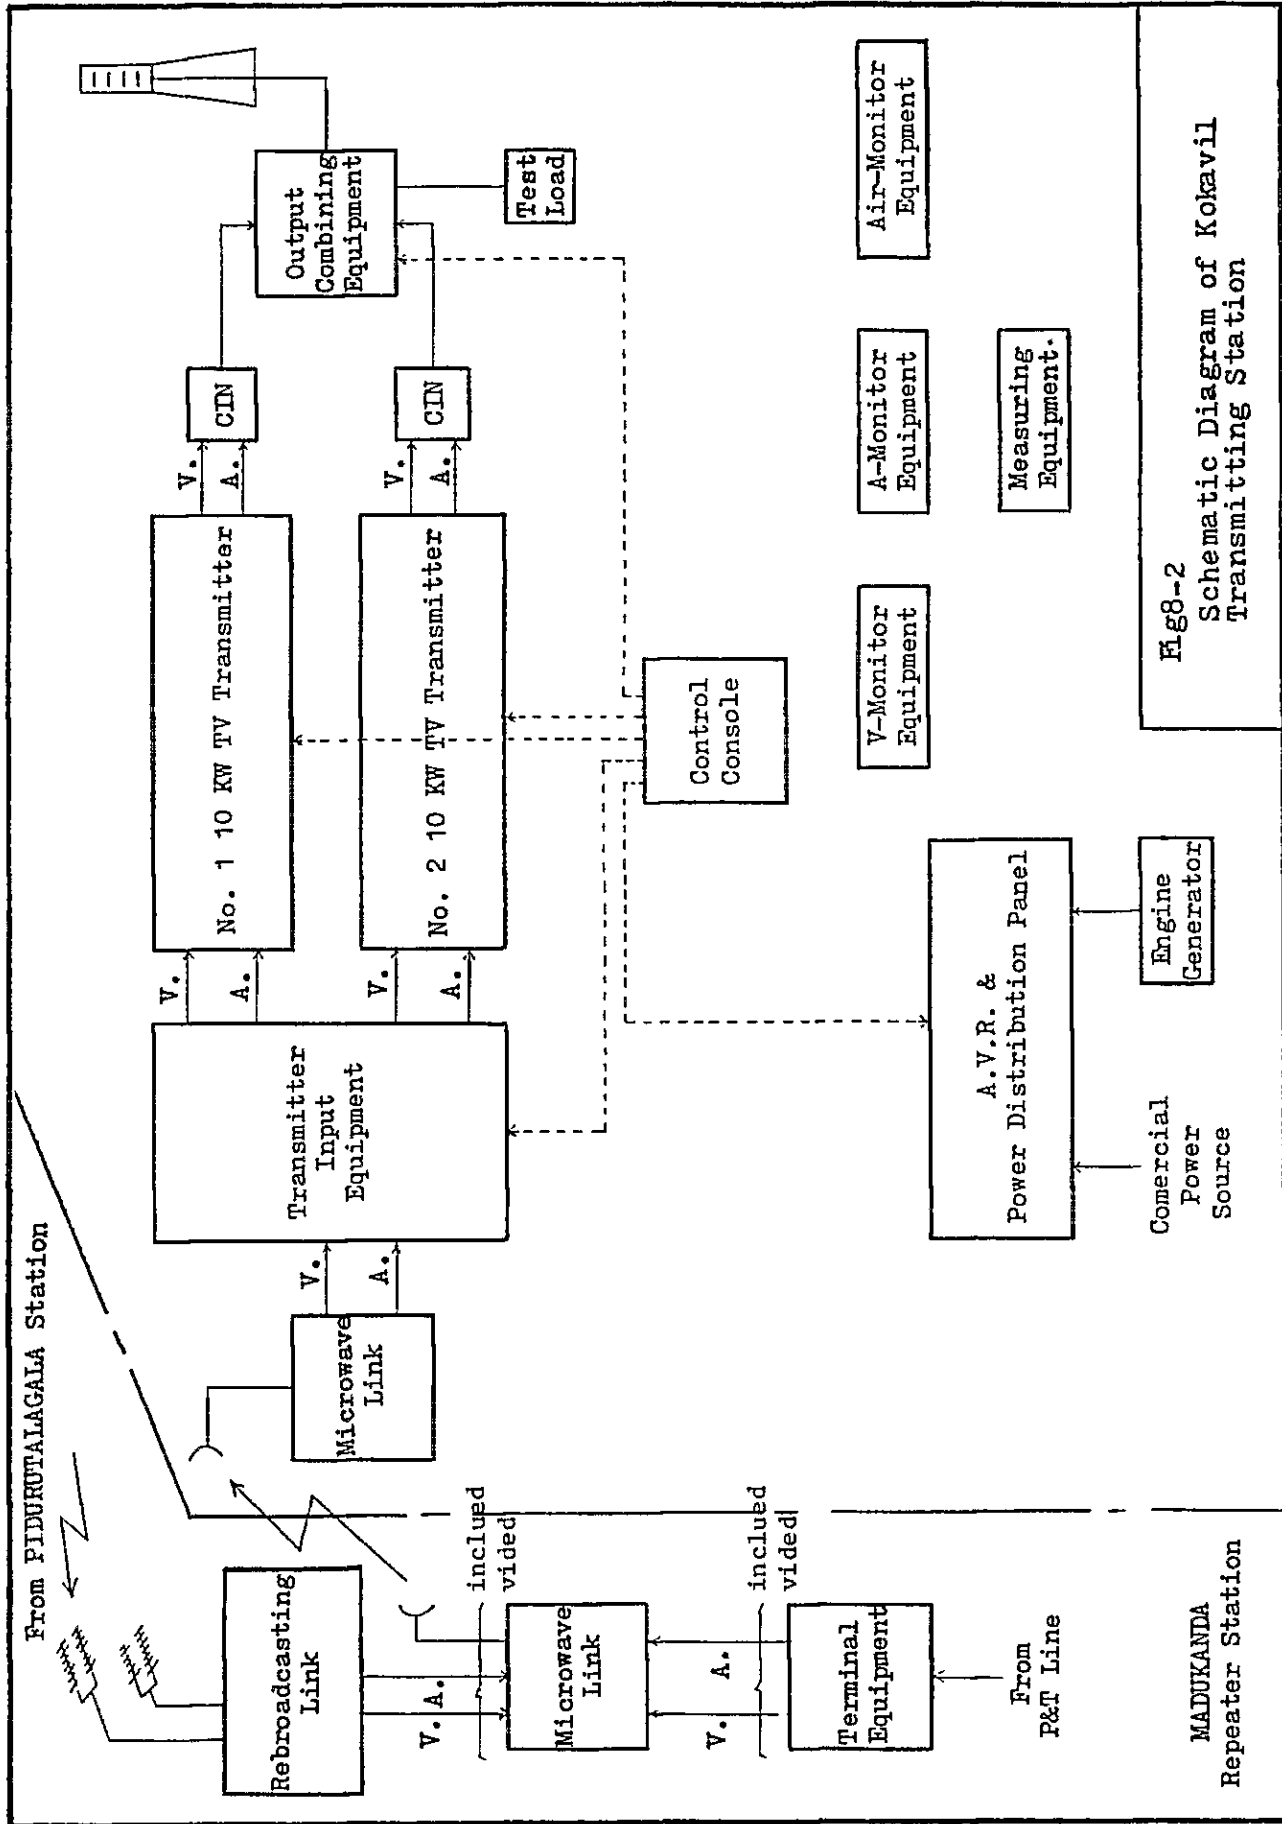 From PIDURUTALAGALA Station
Rebroadcasting
Link
V. A.
included
vided
Microwave
Link
V. A.
included
vided
Terminal
Equipment
From
P&T Line
MADUKANDA
Repeater Station
Microwave
Link
V.
A.
Transmitter
Input
Equipment
V.
A.
V.
A.
No. 1 10 KW TV Transmitter
No. 2 10 KW TV Transmitter
V.
A.
V.
A.
CIN
CIN
Output
Combining
Equipment
Test
Load
Control
Console
A.V.R. &
Power Distribution Panel
Comercial
Power
Source
Engine
Generator
V-Monitor
Equipment
A-Monitor
Equipment
Air-Monitor
Equipment
Measuring
Equipment.
Fig8-2
Schematic Diagram of Kokavil
Transmitting Station